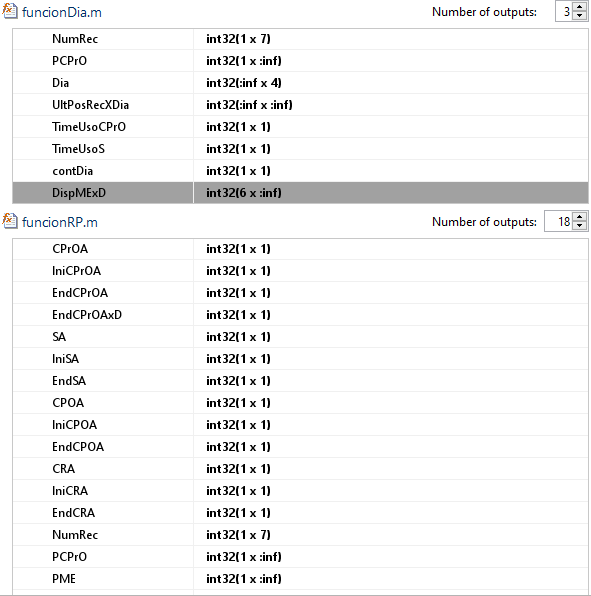 funcionDia.m Number of outputs: 3
NumRec int32(1 x 7)
PCPrO int32(1 x :inf)
Dia int32(:inf x 4)
UltPosRecXDia int32(:inf x :inf)
TimeUsoCPrO int32(1 x 1)
TimeUsoS int32(1 x 1)
contDia int32(1 x 1)
DispMExD int32(6 x :inf)
funcionRP.m Number of outputs: 18
CPrOA int32(1 x 1)
IniCPrOA int32(1 x 1)
EndCPrOA int32(1 x 1)
EndCPrOAxD int32(1 x 1)
SA int32(1 x 1)
IniSA int32(1 x 1)
EndSA int32(1 x 1)
CPOA int32(1 x 1)
IniCPOA int32(1 x 1)
EndCPOA int32(1 x 1)
CRA int32(1 x 1)
IniCRA int32(1 x 1)
EndCRA int32(1 x 1)
NumRec int32(1 x 7)
PCPrO int32(1 x :inf)
PME int32(1 x :inf)